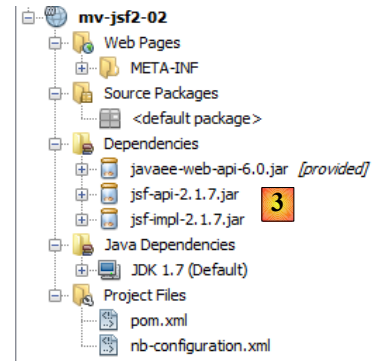 mv-jsf2-02
Web Pages
META-INF
Source Packages
<default package>
Dependencies
javaee-web-api-6.0.jar [provided]
jsf-api-2.1.7.jar
3
jsf-impl-2.1.7.jar
Java Dependencies
JDK 1.7 (Default)
Project Files
pom.xml
nb-configuration.xml